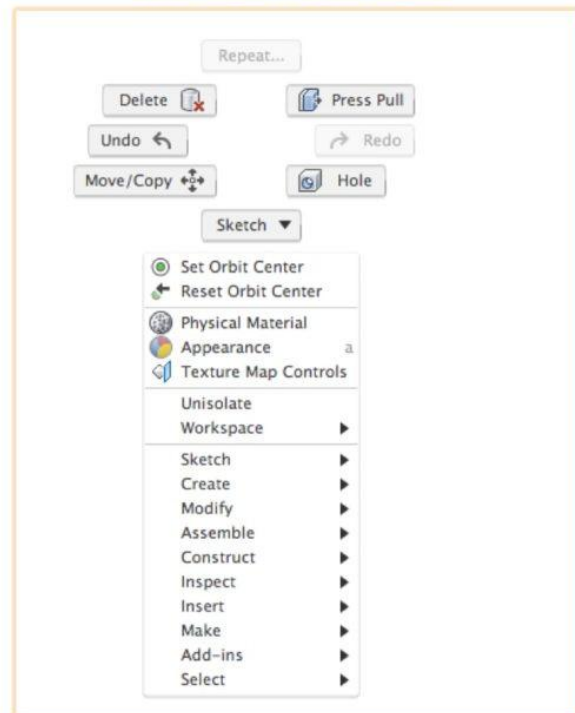 Repeat...
Delete
Press Pull
Undo
Redo
Move/Copy
Hole
Sketch
Set Orbit Center
Reset Orbit Center
Physical Material
Appearance a
Texture Map Controls
Unisolate
Workspace
Sketch
Create
Modify
Assemble
Construct
Inspect
Insert
Make
Add-ins
Select